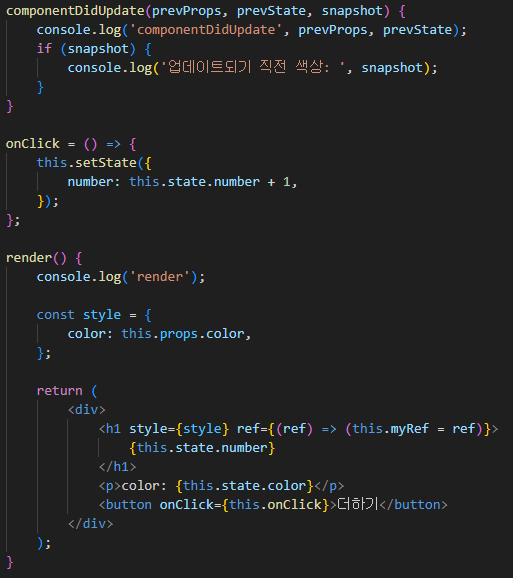 componentDidUpdate(prevProps, prevState, snapshot) {
    console.log('componentDidUpdate', prevProps, prevState);
    if (snapshot) {
        console.log('업데이트되기 직전 색상: ', snapshot);
    }
}

onClick = () => {
    this.setState({
        number: this.state.number + 1,
    });
};

render() {
    console.log('render');

    const style = {
        color: this.props.color,
    };

    return (
        <div>
            <h1 style={style} ref={(ref) => (this.myRef = ref)}>
                {this.state.number}
            </h1>
            <p>color: {this.state.color}</p>
            <button onClick={this.onClick}>더하기</button>
        </div>
    );
}